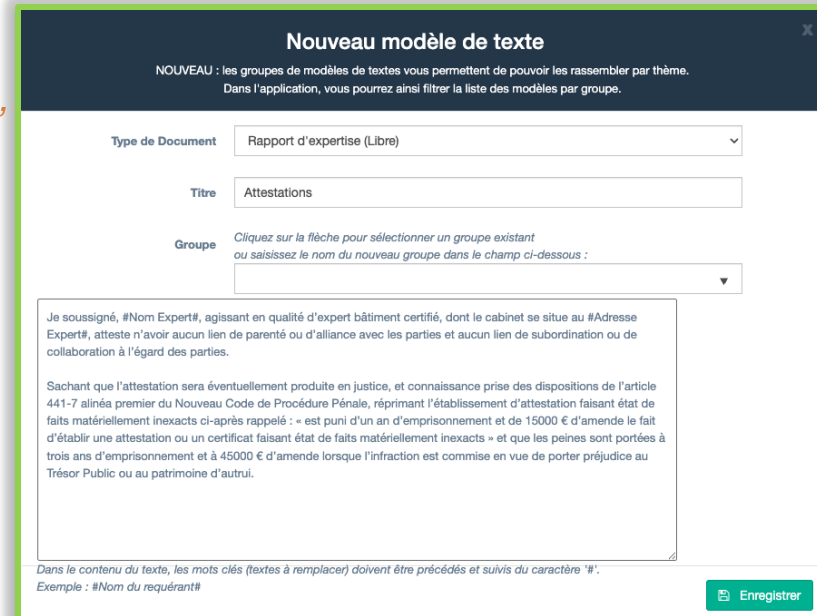 Nouveau modèle de texte
x
NOUVEAU : les groupes de modèles de textes vous permettent de pouvoir les rassembler par thème.
Dans l'application, vous pourrez ainsi filtrer la liste des modèles par groupe.
Type de Document
Rapport d'expertise (Libre)
Titre
Attestations
Groupe
Cliquez sur la flèche pour sélectionner un groupe existant
ou saisissez le nom du nouveau groupe dans le champ ci-dessous :
Je soussigné, #Nom Expert#, agissant en qualité d'expert bâtiment certifié, dont le cabinet se situe au #Adresse
Expert#, atteste n'avoir aucun lien de parenté ou d'alliance avec les parties et aucun lien de subordination ou de
collaboration à l'égard des parties.
Sachant que l'attestation sera éventuellement produite en justice, et connaissance prise des dispositions de l'article
441-7 alinéa premier du Nouveau Code de Procédure Pénale, réprimant l'établissement d'attestation faisant état de
faits matériellement inexacts ci-après rappelé : « est puni d'un an d'emprisonnement et de 15000 € d'amende le fait
d'établir une attestation ou un certificat faisant état de faits matériellement inexacts » et que les peines sont portées à
trois ans d'emprisonnement et à 45000 € d'amende lorsque l'infraction est commise en vue de porter préjudice au
Trésor Public ou au patrimoine d'autrui.
Dans le contenu du texte, les mots clés (textes à remplacer) doivent être précédés et suivis du caractère '#'.
Exemple : #Nom du requérant#
Enregistrer